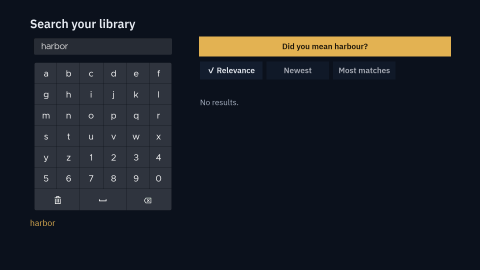 Search your library
harbor
Did you mean harbour?
✓ Relevance Newest Most matches
No results.
a b c d e f
g h i j k l
m n o p q r
s t u v w x
y z 1 2 3 4
5 6 7 8 9 0
harbor